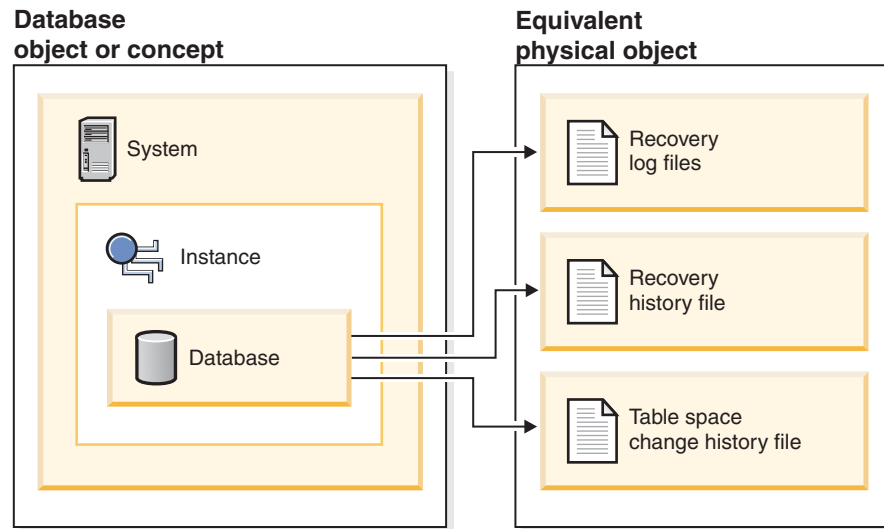 Database
object or concept
System
Instance
Database
Equivalent
physical object
Recovery
log files
Recovery
history file
Table space
change history file